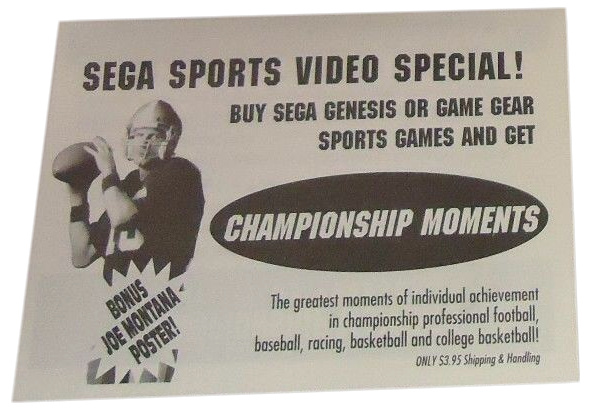 SEGA SPORTS VIDEO SPECIAL!
BUY SEGA GENESIS OR GAME GEAR
SPORTS GAMES AND GET
CHAMPIONSHIP MOMENTS
The greatest moments of individual achievement
in championship professional football,
baseball, racing, basketball and college basketball!
ONLY $3.95 Shipping & Handling
BONUS
JOE MONTANA
POSTER!